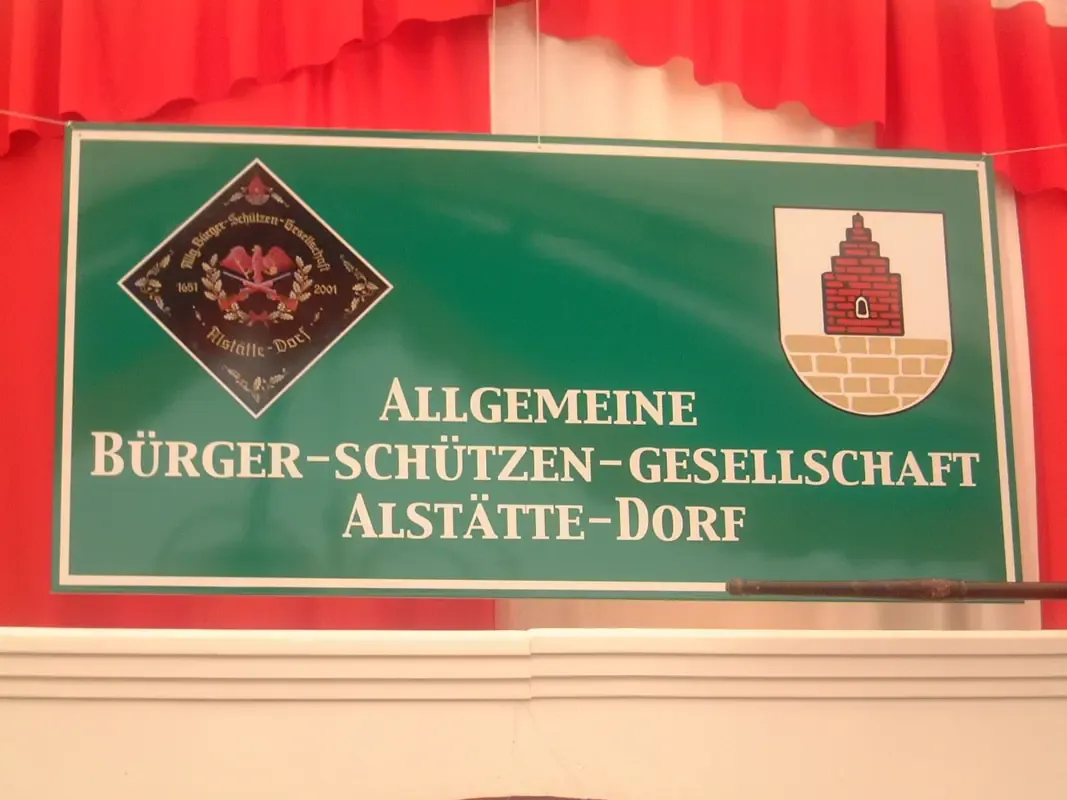 Allg. Bürger-Schützen-Gesellschaft
1651 2001
Alstätte-Dorf
ALLGEMEINE
BÜRGER-SCHÜTZEN-GESELLSCHAFT
ALSTÄTTE-DORF